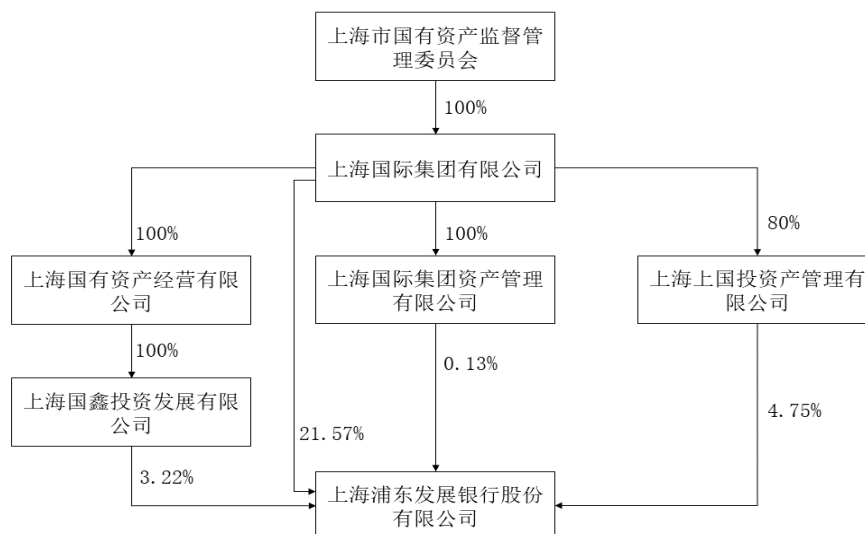 上海市国有资产监督管
理委员会
100%
上海国际集团有限公司
100%
100%
80%
上海国有资产经营有限
公司
上海国际集团资产管理
有限公司
上海上国投资产管理有
限公司
100%
0.13%
上海国鑫投资发展有限
公司
4.75%
21.57%
3.22%
上海浦东发展银行股份
有限公司